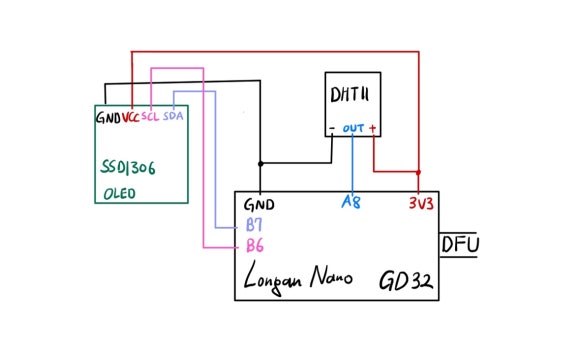 DHT11
- OUT +
GND VCC SCL SDA
SSD1306
OLED
GND A8 3V3
B7
B6
DFU
Longan Nano GD32